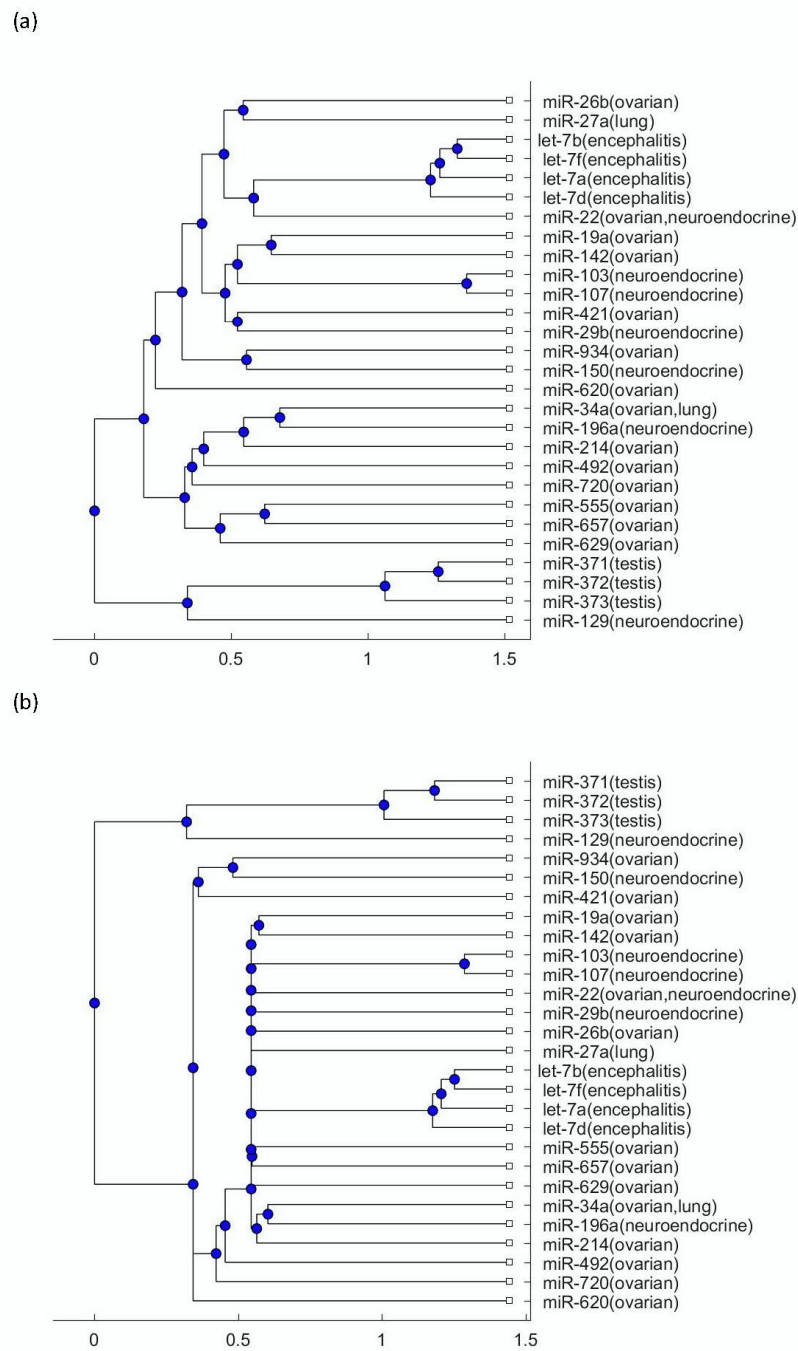 (a)
miR-26b(ovarian)
miR-27a(lung)
let-7b(encephalitis)
let-7f(encephalitis)
let-7a(encephalitis)
let-7d(encephalitis)
miR-22(ovarian,neuroendocrine)
miR-19a(ovarian)
miR-142(ovarian)
miR-103(neuroendocrine)
miR-107(neuroendocrine)
miR-421(ovarian)
miR-29b(neuroendocrine)
miR-934(ovarian)
miR-150(neuroendocrine)
miR-620(ovarian)
miR-34a(ovarian,lung)
miR-196a(neuroendocrine)
miR-214(ovarian)
miR-492(ovarian)
miR-720(ovarian)
miR-555(ovarian)
miR-657(ovarian)
miR-629(ovarian)
miR-371(testis)
miR-372(testis)
miR-373(testis)
miR-129(neuroendocrine)
0 0.5 1 1.5
(b)
miR-371(testis)
miR-372(testis)
miR-373(testis)
miR-129(neuroendocrine)
miR-934(ovarian)
miR-150(neuroendocrine)
miR-421(ovarian)
miR-19a(ovarian)
miR-142(ovarian)
miR-103(neuroendocrine)
miR-107(neuroendocrine)
miR-22(ovarian,neuroendocrine)
miR-29b(neuroendocrine)
miR-26b(ovarian)
miR-27a(lung)
let-7b(encephalitis)
let-7f(encephalitis)
let-7a(encephalitis)
let-7d(encephalitis)
miR-555(ovarian)
miR-657(ovarian)
miR-629(ovarian)
miR-34a(ovarian,lung)
miR-196a(neuroendocrine)
miR-214(ovarian)
miR-492(ovarian)
miR-720(ovarian)
miR-620(ovarian)
0 0.5 1 1.5